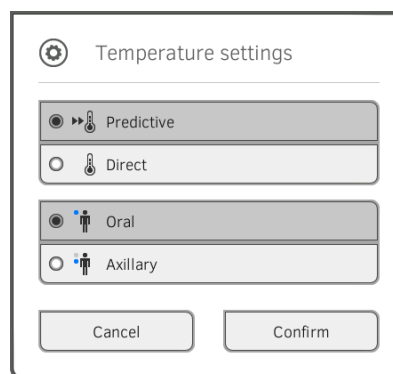 Temperature settings
Predictive
Direct
Oral
Axillary
Cancel
Confirm